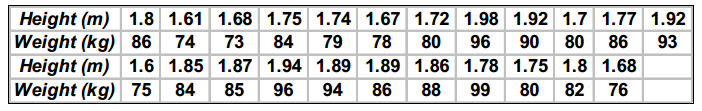 Height (m) 1.8 1.61 1.68 1.75 1.74 1.67 1.72 1.98 1.92 1.7 1.77 1.92
Weight (kg) 86 74 73 84 79 78 80 96 90 80 86 93
Height (m) 1.6 1.85 1.87 1.94 1.89 1.89 1.86 1.78 1.75 1.8 1.68
Weight (kg) 75 84 85 96 94 86 88 99 80 82 76